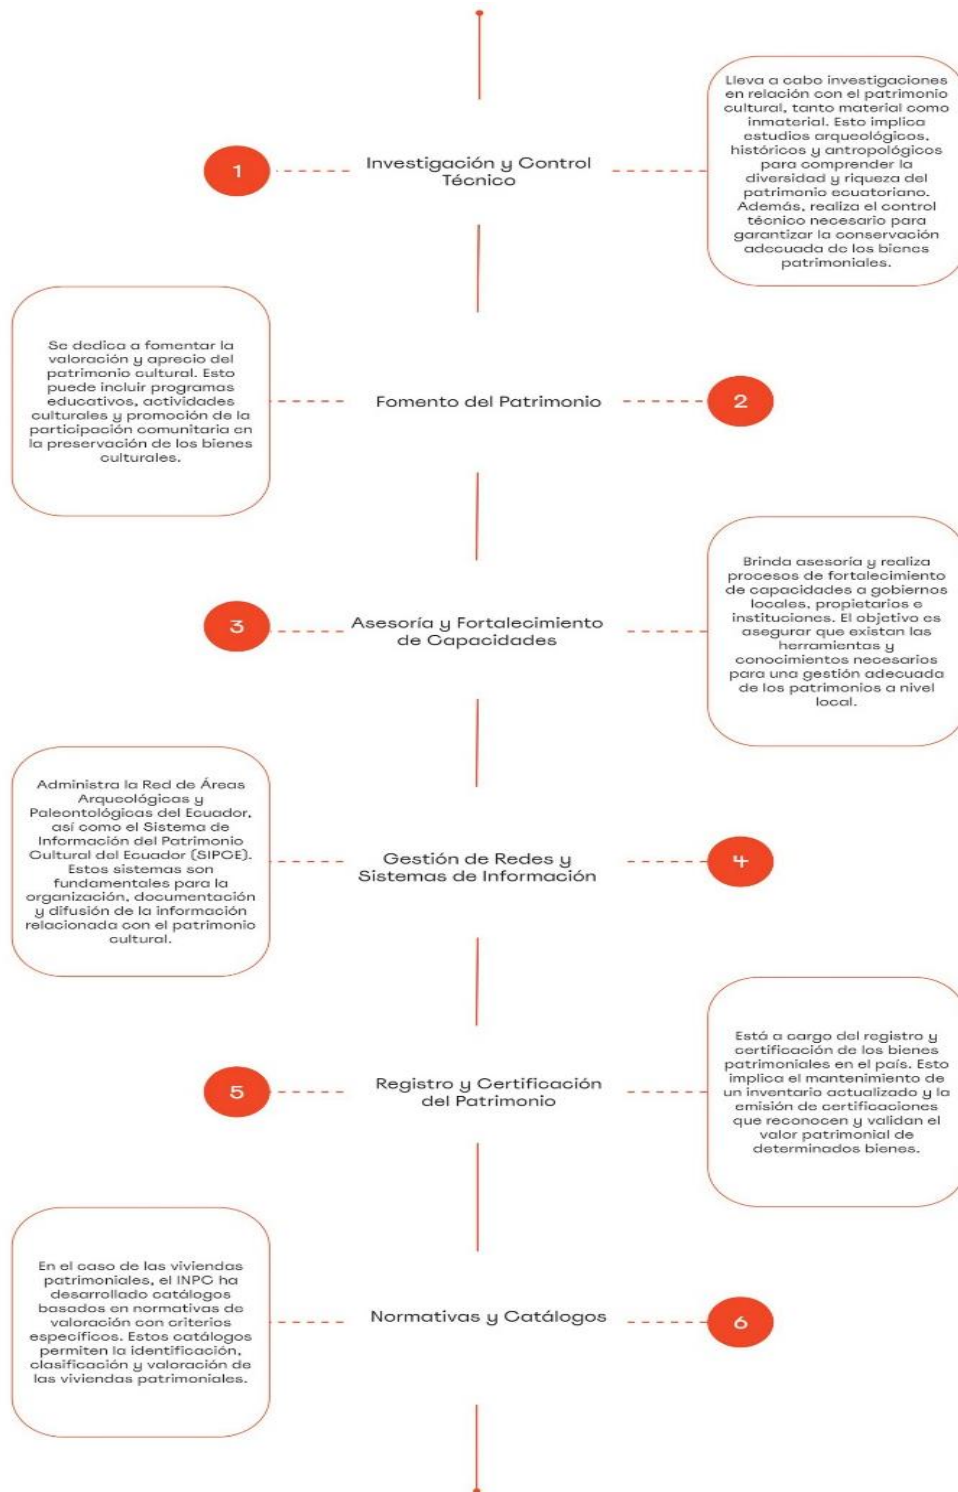 1
Investigación y Control
Técnico
Lleva a cabo investigaciones
en relación con el patrimonio
cultural, tanto material como
inmaterial. Esto implica
estudios arqueológicos,
históricos y antropológicos
para comprender la
diversidad y riqueza del
patrimonio ecuatoriano.
Además, realiza el control
técnico necesario para
garantizar la conservación
adecuada de los bienes
patrimoniales.
Se dedica a fomentar la
valoración y aprecio del
patrimonio cultural. Esto
puede incluir programas
educativos, actividades
culturales y promoción de la
participación comunitaria en
la preservación de los bienes
culturales.
Fomento del Patrimonio
2
3
Asesoría y Fortalecimiento
de Capacidades
Brinda asesoría y realiza
procesos de fortalecimiento
de capacidades a gobiernos
locales, propietarios e
instituciones. El objetivo es
asegurar que existan las
herramientas y
conocimientos necesarios
para una gestión adecuada
de los patrimonios a nivel
local.
Administra la Red de Áreas
Arqueológicas y
Paleontológicas del Ecuador,
así como el Sistema de
Información del Patrimonio
Cultural del Ecuador (SIPCE).
Estos sistemas son
fundamentales para la
organización, documentación
y difusión de la información
relacionada con el patrimonio
cultural.
Gestión de Redes y
Sistemas de Información
4
5
Registro y Certificación
del Patrimonio
Está a cargo del registro y
certificación de los bienes
patrimoniales en el país. Esto
implica el mantenimiento de
un inventario actualizado y la
emisión de certificaciones
que reconocen y validan el
valor patrimonial de
determinados bienes.
En el caso de las viviendas
patrimoniales, el INPC ha
desarrollado catálogos
basados en normativas de
valoración con criterios
específicos. Estos catálogos
permiten la identificación,
clasificación y valoración de
las viviendas patrimoniales.
Normativas y Catálogos
6